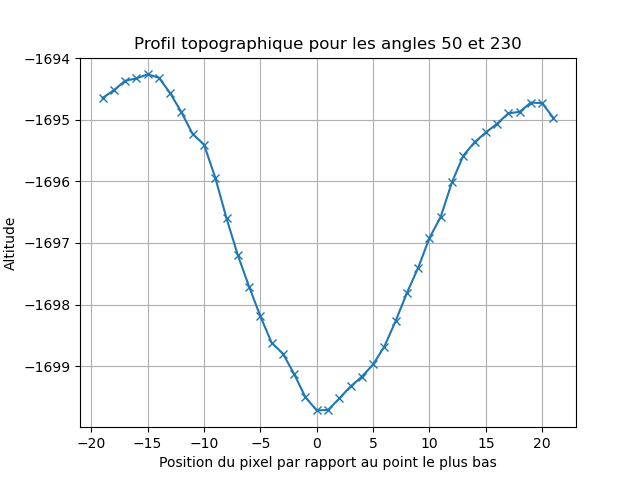 Profil topographique pour les angles 50 et 230
−1694
−1695
−1696
−1697
−1698
−1699
Altitude
−20 −15 −10 −5 0 5 10 15 20
Position du pixel par rapport au point le plus bas